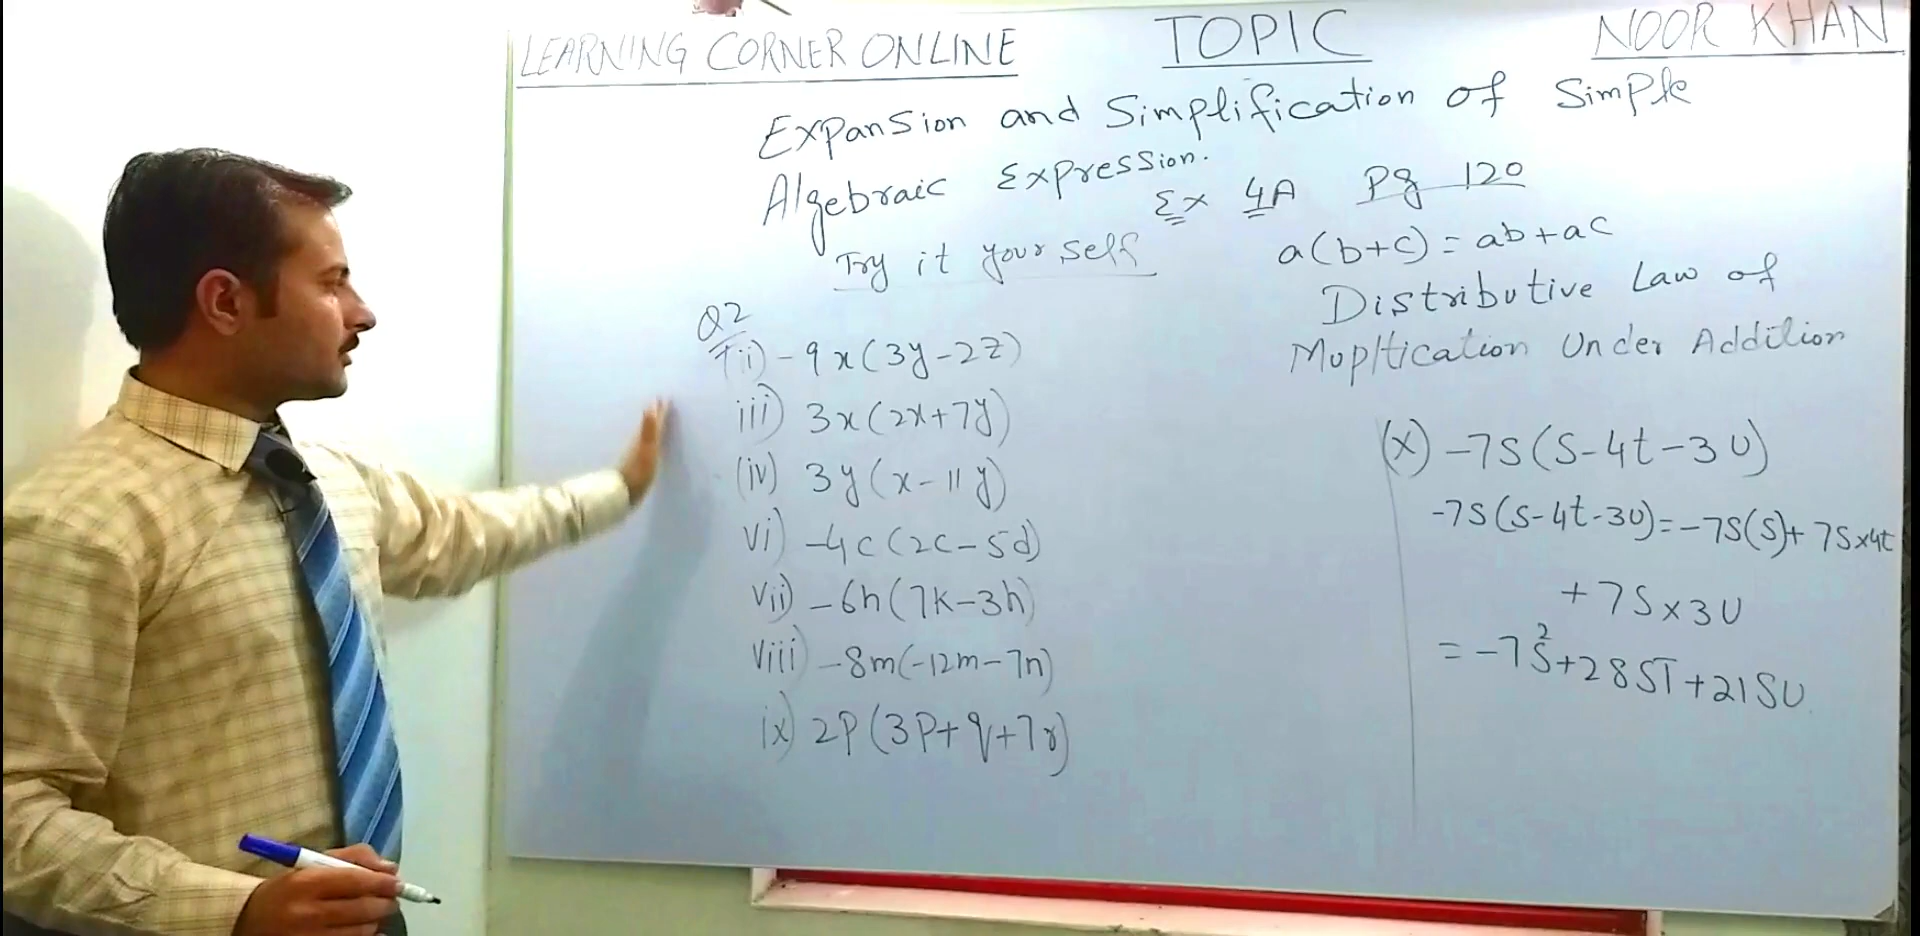 LEARNING CORNER ONLINE TOPIC NOOR KHAN
Expansion and Simplification of Simple
Algebraic Expression.
Ex 4A Pg 120
Try it yourself
a(b+c)=ab+ac
Distributive Law of
Mupltication Under Addition
Q2
ii) -9x(3y-2z)
iii) 3x(2x+7y)
(iv) 3y(x-11y)
vi) -4c(2c-5d)
vii) -6h(7k-3h)
viii) -8m(-12m-7n)
ix) 2p(3p+q+7r)
(x) -7S(S-4t-3U)
-7S(S-4t-3U)=-7S(S)+7S×4t
+7S×3U
=-7S²+28ST+21SU